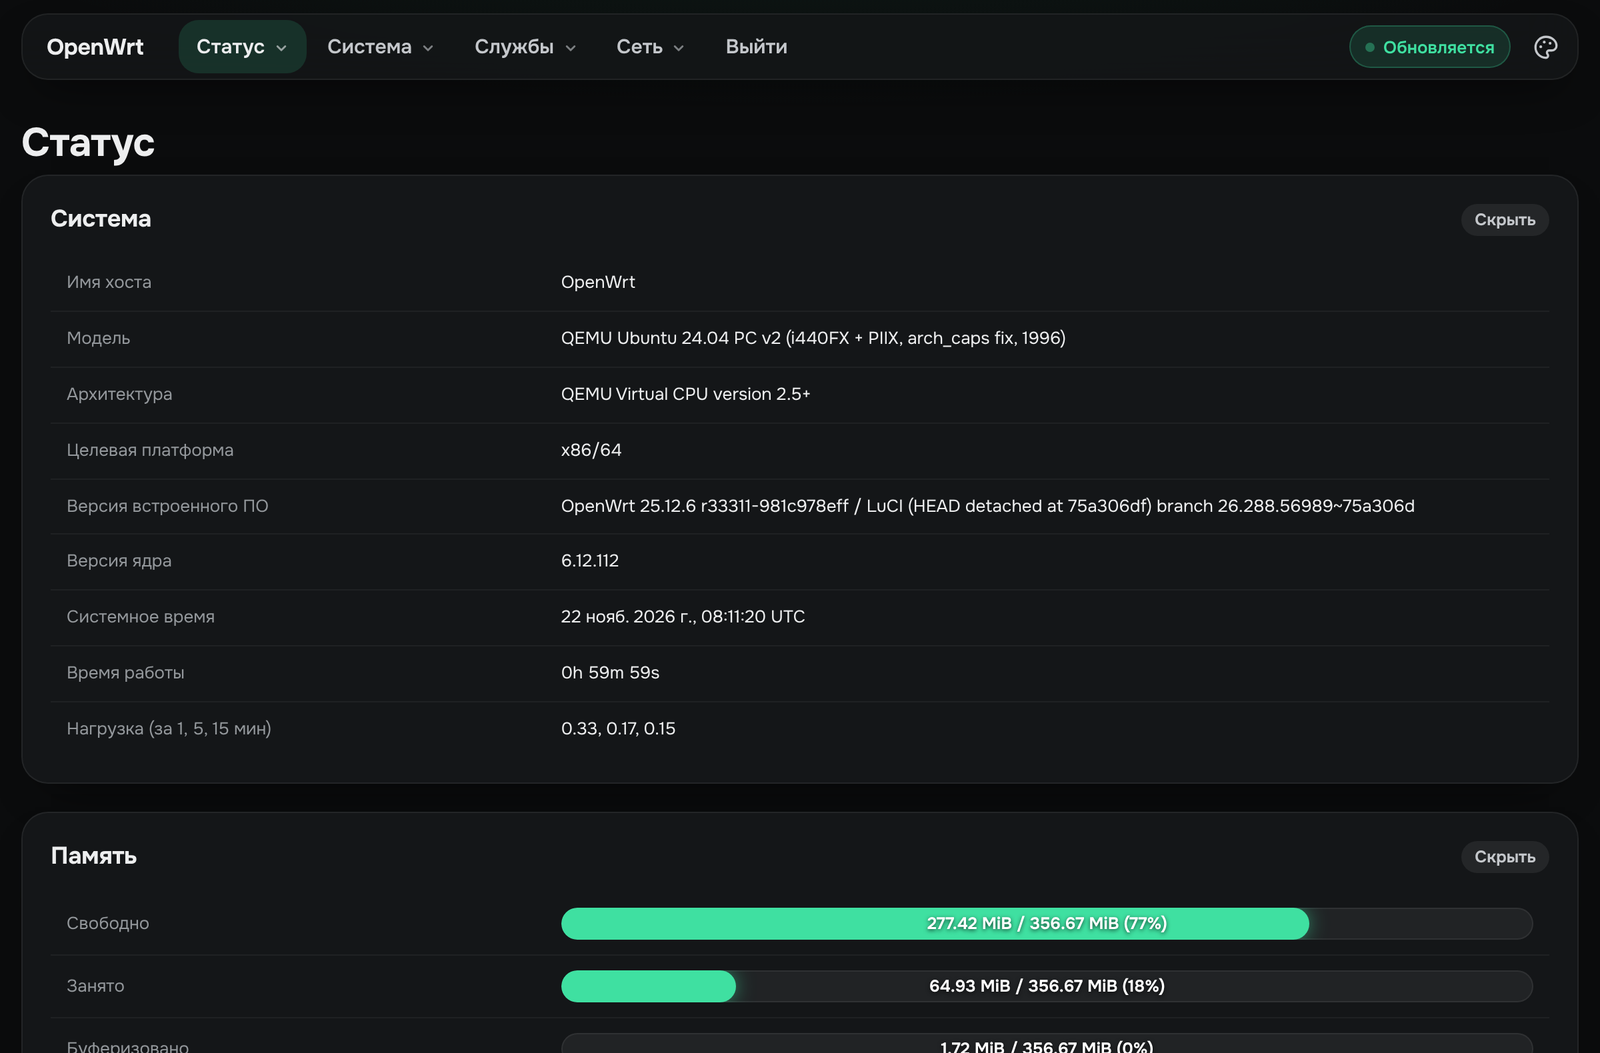 OpenWrt Статус Система Службы Сеть Выйти Обновляется
Статус
Система Скрыть
Имя хоста OpenWrt
Модель QEMU Ubuntu 24.04 PC v2 (i440FX + PIIX, arch_caps fix, 1996)
Архитектура QEMU Virtual CPU version 2.5+
Целевая платформа x86/64
Версия встроенного ПО OpenWrt 25.12.6 r33311-981c978eff / LuCI (HEAD detached at 75a306df) branch 26.288.56989~75a306d
Версия ядра 6.12.112
Системное время 22 нояб. 2026 г., 08:11:20 UTC
Время работы 0h 59m 59s
Нагрузка (за 1, 5, 15 мин) 0.33, 0.17, 0.15
Память Скрыть
Свободно 277.42 MiB / 356.67 MiB (77%)
Занято 64.93 MiB / 356.67 MiB (18%)
Буферизовано 1.72 MiB / 356.67 MiB (0%)